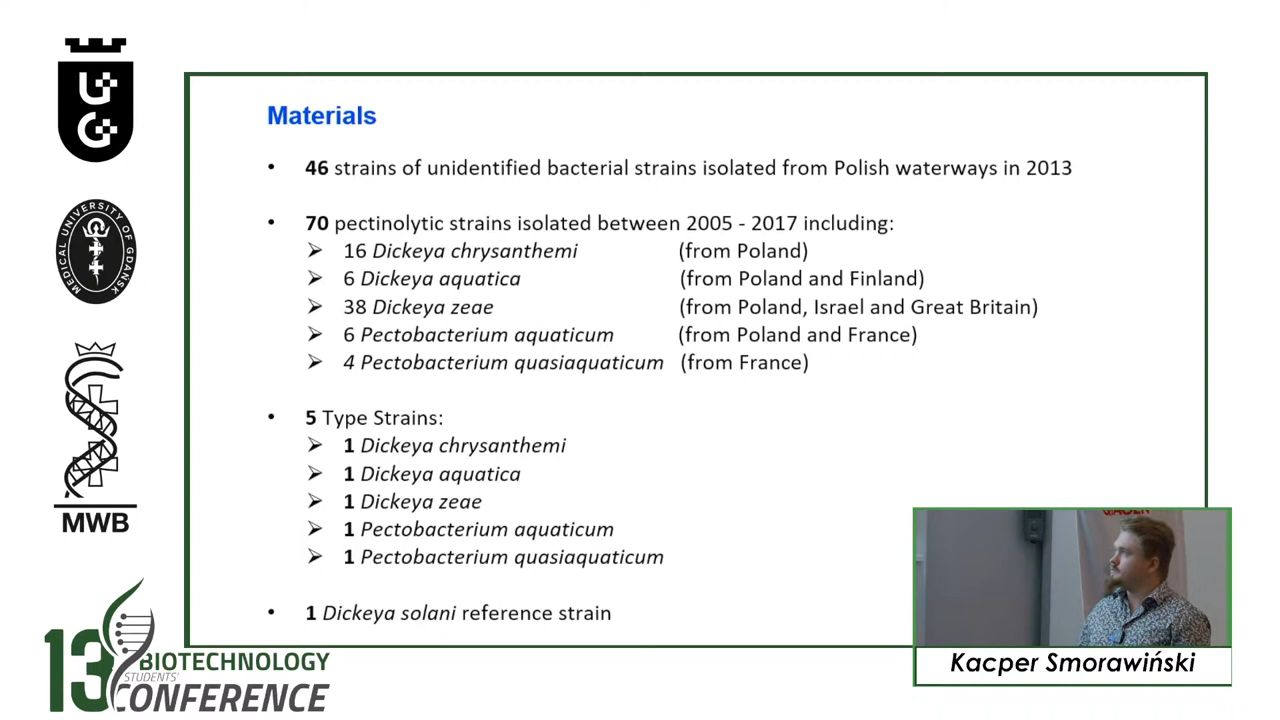 UG
MEDICAL UNIVERSITY OF GDANSK
MWB
Materials
• 46 strains of unidentified bacterial strains isolated from Polish waterways in 2013
• 70 pectinolytic strains isolated between 2005 - 2017 including:
➢ 16 Dickeya chrysanthemi (from Poland)
➢ 6 Dickeya aquatica (from Poland and Finland)
➢ 38 Dickeya zeae (from Poland, Israel and Great Britain)
➢ 6 Pectobacterium aquaticum (from Poland and France)
➢ 4 Pectobacterium quasiaquaticum (from France)
• 5 Type Strains:
➢ 1 Dickeya chrysanthemi
➢ 1 Dickeya aquatica
➢ 1 Dickeya zeae
➢ 1 Pectobacterium aquaticum
➢ 1 Pectobacterium quasiaquaticum
• 1 Dickeya solani reference strain
13 BIOTECHNOLOGY
STUDENTS'
CONFERENCE
Kacper Smorawiński